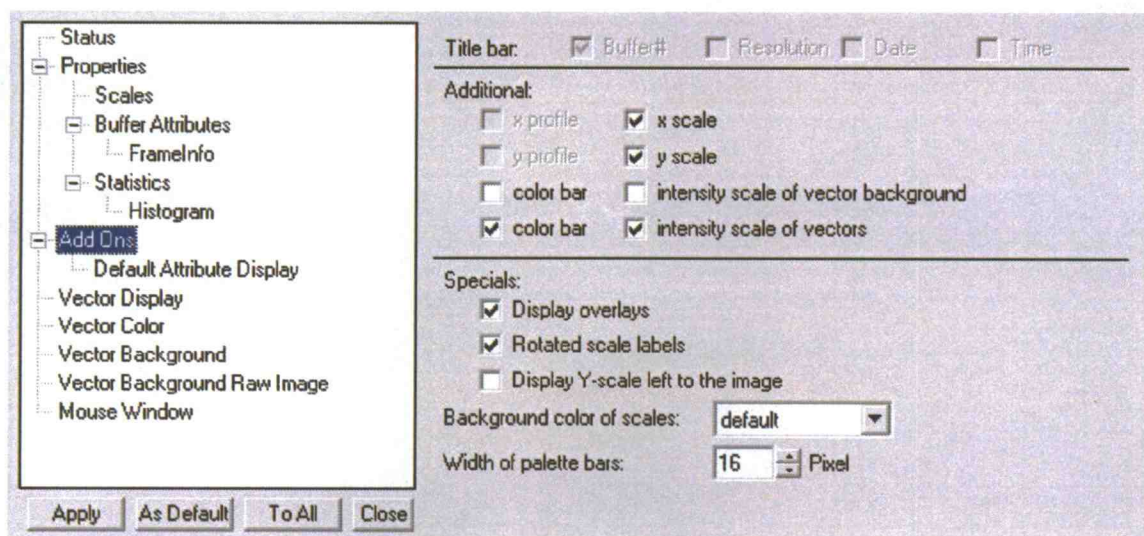 Status
Properties
Scales
Buffer Attributes
FrameInfo
Statistics
Histogram
Add Ons
Default Attribute Display
Vector Display
Vector Color
Vector Background
Vector Background Raw Image
Mouse Window
Apply As Default To All Close
Title bar: Buffer# Resolution Date Time
Additional:
x profile x scale
y profile y scale
color bar intensity scale of vector background
color bar intensity scale of vectors
Specials:
Display overlays
Rotated scale labels
Display Y-scale left to the image
Background color of scales: default
Width of palette bars: 16 Pixel